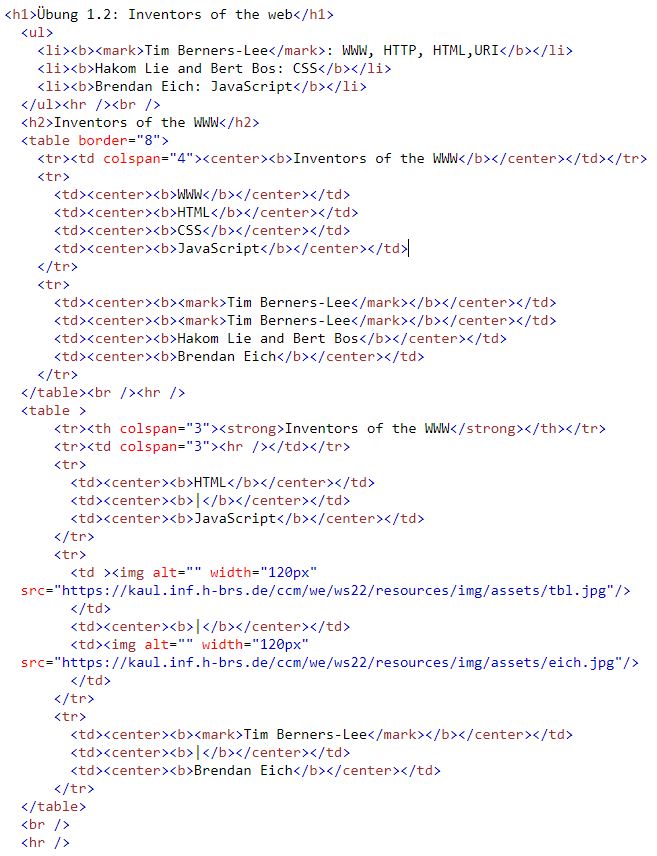 <h1>Übung 1.2: Inventors of the web</h1>
<ul>
<li><b><mark>Tim Berners-Lee</mark>: WWW, HTTP, HTML,URI</b></li>
<li><b>Hakom Lie and Bert Bos: CSS</b></li>
<li><b>Brendan Eich: JavaScript</b></li>
</ul><hr /><br />
<h2>Inventors of the WWW</h2>
<table border="8">
<tr><td colspan="4"><center><b>Inventors of the WWW</b></center></td></tr>
<tr>
<td><center><b>WWW</b></center></td>
<td><center><b>HTML</b></center></td>
<td><center><b>CSS</b></center></td>
<td><center><b>JavaScript</b></center></td>
</tr>
<tr>
<td><center><b><mark>Tim Berners-Lee</mark></b></center></td>
<td><center><b><mark>Tim Berners-Lee</mark></b></center></td>
<td><center><b>Hakom Lie and Bert Bos</b></center></td>
<td><center><b>Brendan Eich</b></center></td>
</tr>
</table><br /><hr />
<table >
<tr><th colspan="3"><strong>Inventors of the WWW</strong></th></tr>
<tr><td colspan="3"><hr /></td></tr>
<tr>
<td><center><b>HTML</b></center></td>
<td><center><b>|</b></center></td>
<td><center><b>JavaScript</b></center></td>
</tr>
<tr>
<td ><img alt="" width="120px"
src="https://kaul.inf.h-brs.de/ccm/we/ws22/resources/img/assets/tbl.jpg"/>
</td>
<td><center><b>|</b></center></td>
<td><img alt="" width="120px"
src="https://kaul.inf.h-brs.de/ccm/we/ws22/resources/img/assets/eich.jpg"/>
</td>
</tr>
<tr>
<td><center><b><mark>Tim Berners-Lee</mark></b></center></td>
<td><center><b>|</b></center></td>
<td><center><b>Brendan Eich</b></center></td>
</tr>
</table>
<br />
<hr />